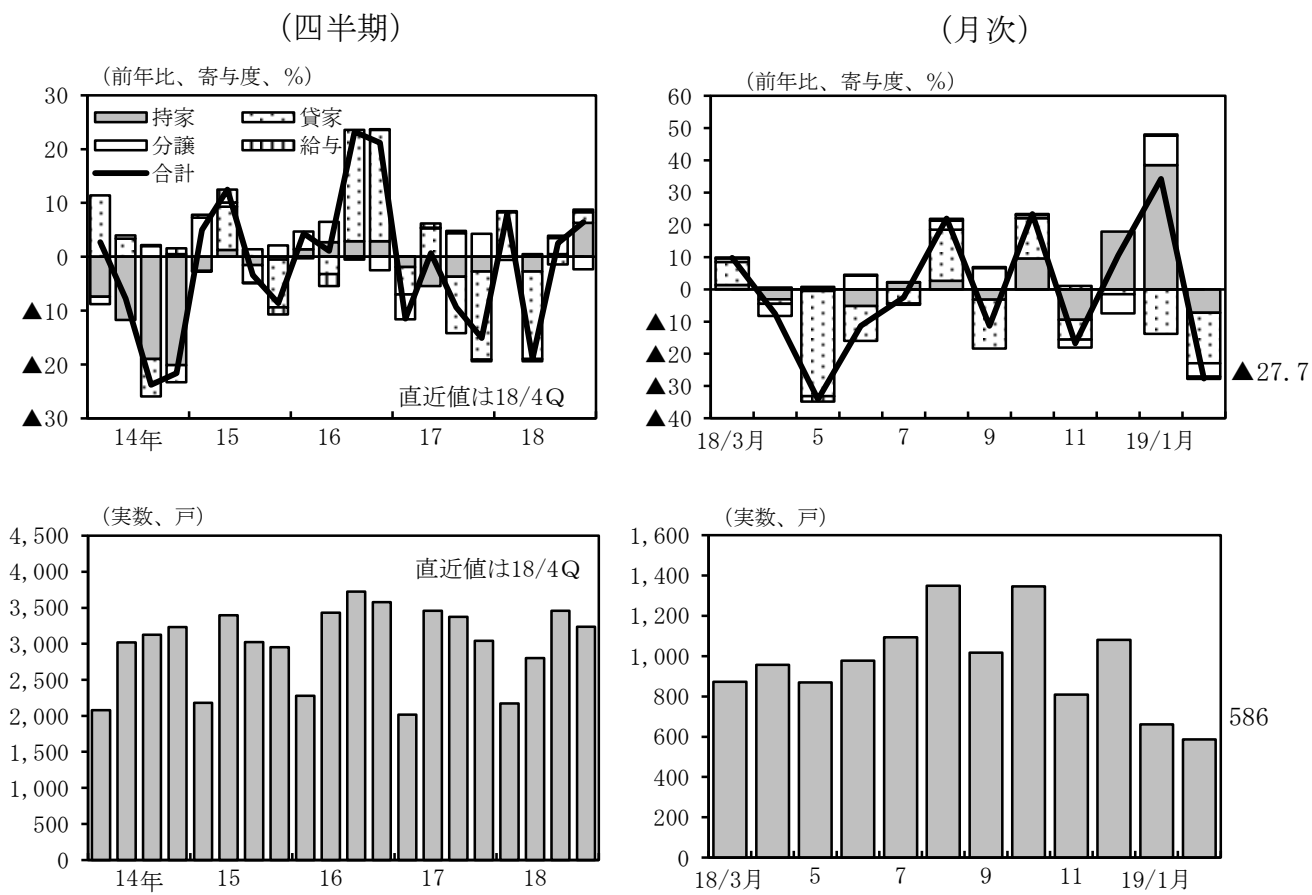 (四半期)
(前年比、寄与度、%)
30
20
10
0
▲ 10
▲ 20
▲ 30
持家
貸家
分譲
給与
合計
直近値は18/4Q
14年 15 16 17 18
(月次)
(前年比、寄与度、%)
60
50
40
30
20
10
0
▲ 10
▲ 20
▲ 30
▲ 40
▲27.7
18/3月 5 7 9 11 19/1月
(実数、戸)
4,500
4,000
3,500
3,000
2,500
2,000
1,500
1,000
500
0
直近値は18/4Q
14年 15 16 17 18
(実数、戸)
1,600
1,400
1,200
1,000
800
600
400
200
0
586
18/3月 5 7 9 11 19/1月